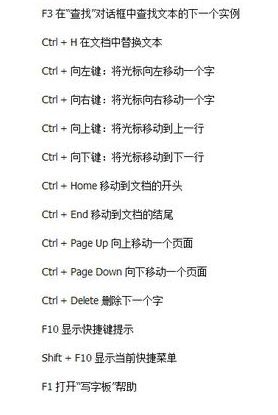 F3 在“查找”对话框中查找文本的下一个实例
Ctrl + H 在文档中替换文本
Ctrl + 向左键：将光标向左移动一个字
Ctrl + 向右键：将光标向右移动一个字
Ctrl + 向上键：将光标移动到上一行
Ctrl + 向下键：将光标移动到下一行
Ctrl + Home 移动到文档的开头
Ctrl + End 移动到文档的结尾
Ctrl + Page Up 向上移动一个页面
Ctrl + Page Down 向下移动一个页面
Ctrl + Delete 删除下一个字
F10 显示快捷键提示
Shift + F10 显示当前快捷菜单
F1 打开“写字板”帮助